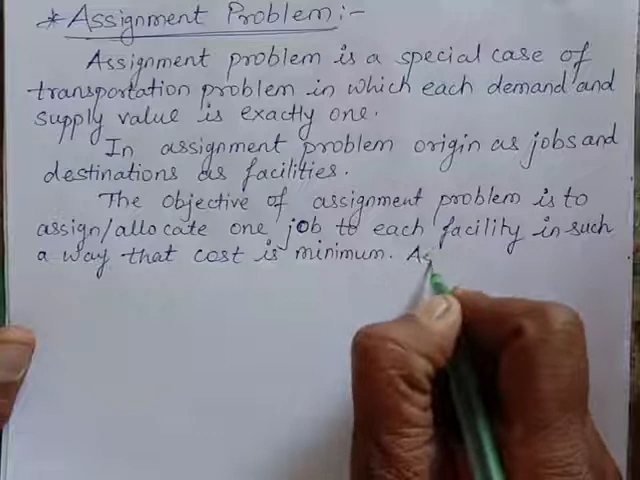 * Assignment Problem:-
Assignment problem is a special case of
transportation problem in which each demand and
supply value is exactly one.
In assignment problem origin as jobs and
destinations as facilities.
The objective of assignment problem is to
assign/allocate one job to each facility in such
a way that cost is minimum. As